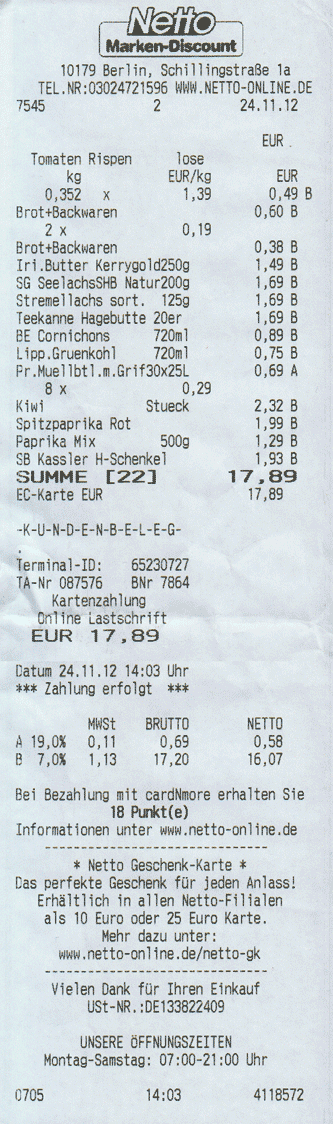 Netto
Marken-Discount
10179 Berlin, Schillingstraße 1a
TEL.NR:03024721596 WWW.NETTO-ONLINE.DE
7545 2 24.11.12
EUR
Tomaten Rispen lose
kg EUR/kg EUR
0,352 x 1,39 0,49 B
Brot+Backwaren 0,60 B
2 x 0,19
Brot+Backwaren 0,38 B
Iri.Butter Kerrygold250g 1,49 B
SG SeelachsSHB Natur200g 1,69 B
Stremellachs sort. 125g 1,69 B
Teekanne Hagebutte 20er 1,69 B
BE Cornichons 720ml 0,89 B
Lipp.Gruenkohl 720ml 0,75 B
Pr.Muellbtl.m.Grif30x25L 0,69 A
8 x 0,29
Kiwi Stueck 2,32 B
Spitzpaprika Rot 1,99 B
Paprika Mix 500g 1,29 B
SB Kassler H-Schenkel 1,93 B
SUMME [22] 17,89
EC-Karte EUR 17,89
-K-U-N-D-E-N-B-E-L-E-G-
.
Terminal-ID: 65230727
TA-Nr 087576 BNr 7864
Kartenzahlung
Online Lastschrift
EUR 17,89
Datum 24.11.12 14:03 Uhr
*** Zahlung erfolgt ***
MWSt BRUTTO NETTO
A 19,0% 0,11 0,69 0,58
B 7,0% 1,13 17,20 16,07
Bei Bezahlung mit cardNmore erhalten Sie
18 Punkt(e)
Informationen unter www.netto-online.de
----------------------------
* Netto Geschenk-Karte *
Das perfekte Geschenk für jeden Anlass!
Erhältlich in allen Netto-Filialen
als 10 Euro oder 25 Euro Karte.
Mehr dazu unter:
www.netto-online.de/netto-gk
----------------------------
Vielen Dank für Ihren Einkauf
USt-NR.:DE133822409
UNSERE ÖFFNUNGSZEITEN
Montag-Samstag: 07:00-21:00 Uhr
0705 14:03 4118572